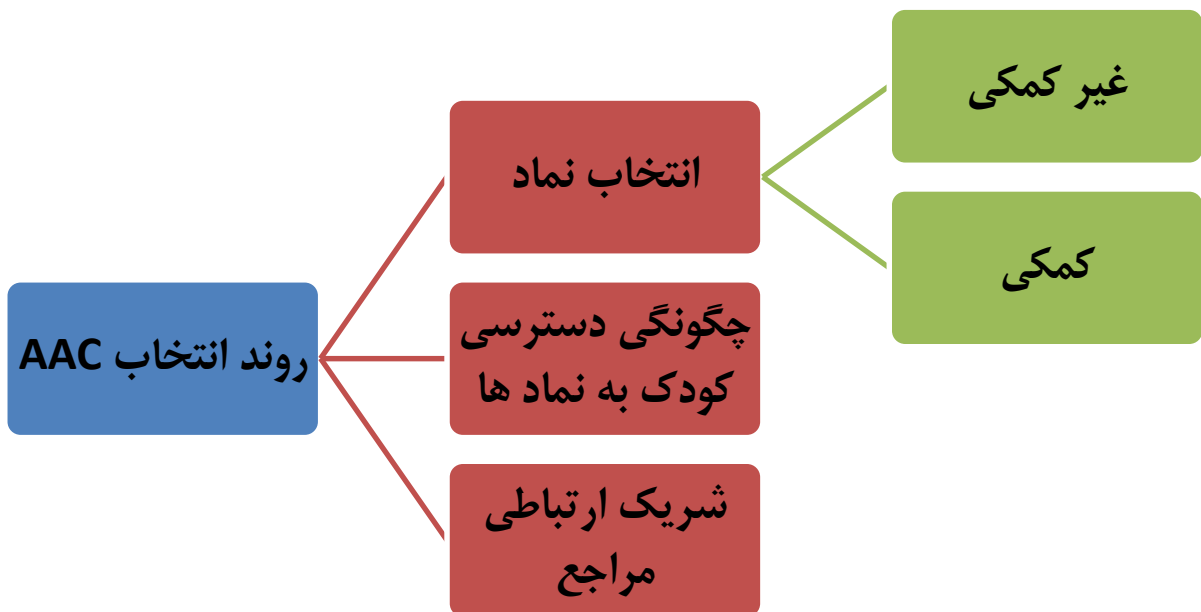 غیر کمکی
انتخاب نماد
کمکی
روند انتخاب AAC
چگونگی دسترسی
کودک به نماد ها
شریک ارتباطی
مراجع